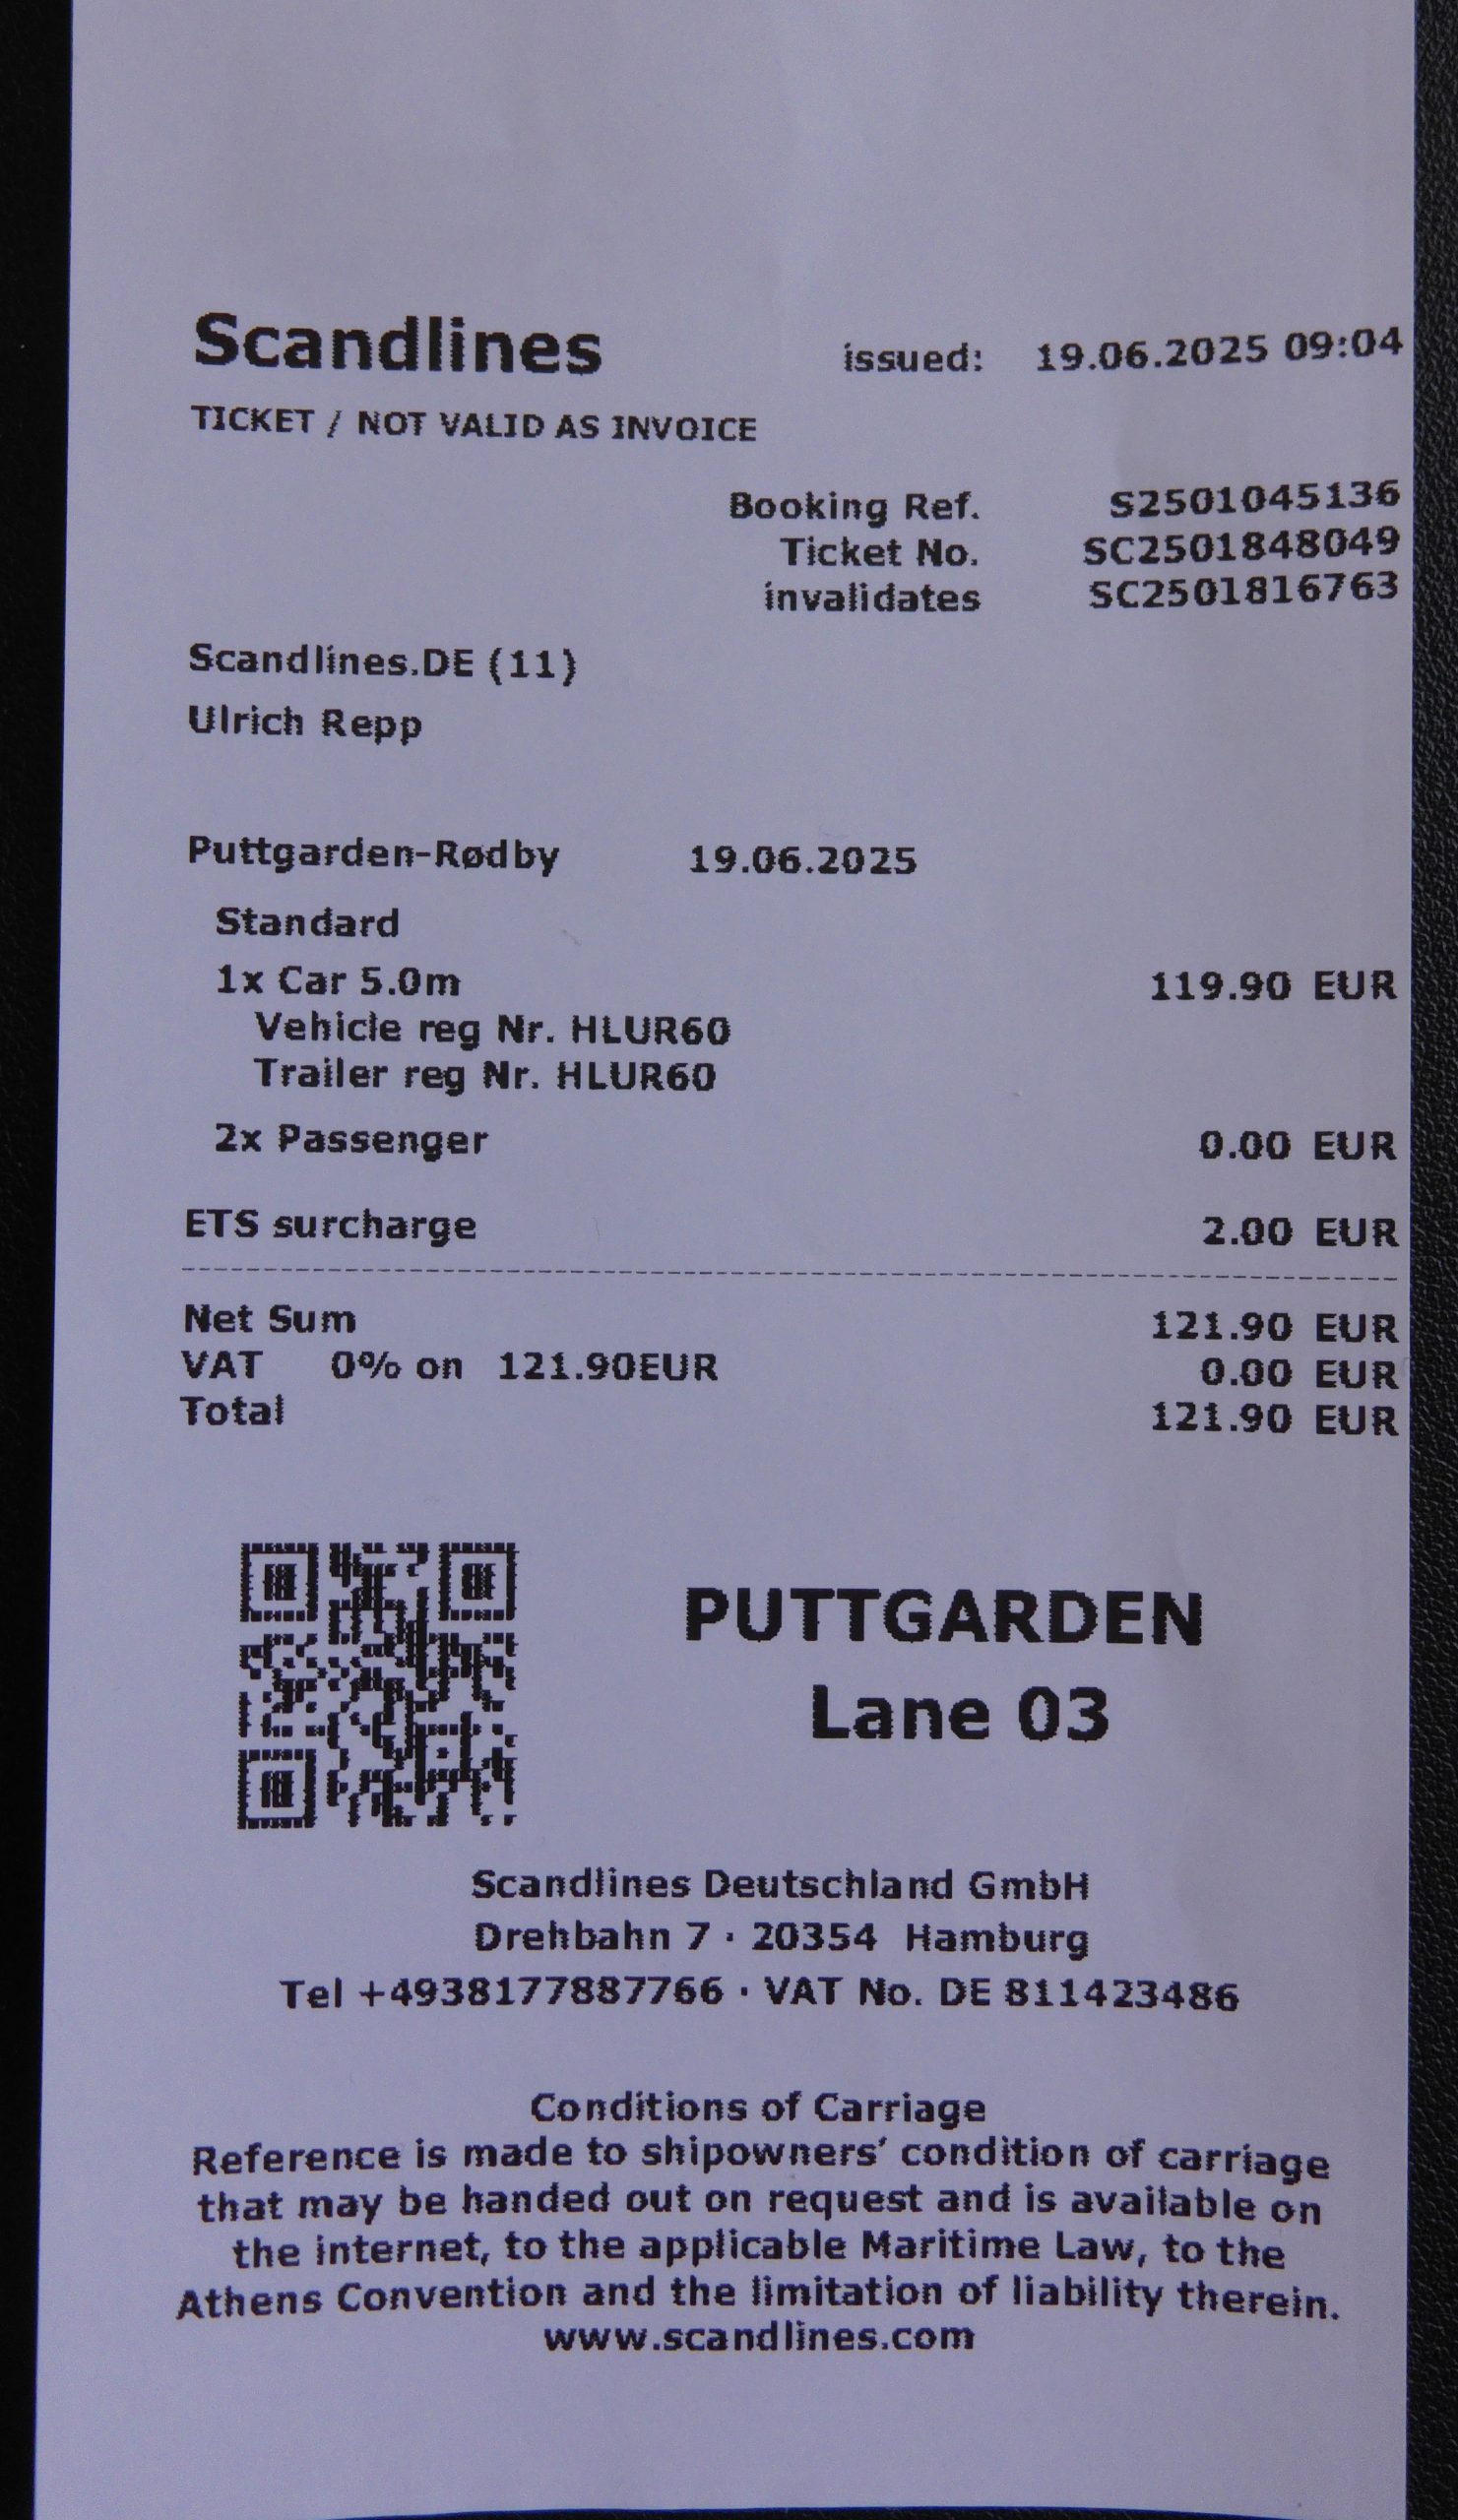 Scandlines issued: 19.06.2025 09:04
TICKET / NOT VALID AS INVOICE
Booking Ref. S2501045136
Ticket No. SC2501848049
invalidates SC2501816763
Scandlines.DE (11)
Ulrich Repp
Puttgarden-Rødby 19.06.2025
Standard
1x Car 5.0m 119.90 EUR
Vehicle reg Nr. HLUR60
Trailer reg Nr. HLUR60
2x Passenger 0.00 EUR
ETS surcharge 2.00 EUR
Net Sum 121.90 EUR
VAT 0% on 121.90EUR 0.00 EUR
Total 121.90 EUR
PUTTGARDEN
Lane 03
Scandlines Deutschland GmbH
Drehbahn 7 · 20354 Hamburg
Tel +4938177887766 · VAT No. DE 811423486
Conditions of Carriage
Reference is made to shipowners’ condition of carriage
that may be handed out on request and is available on
the internet, to the applicable Maritime Law, to the
Athens Convention and the limitation of liability therein.
www.scandlines.com